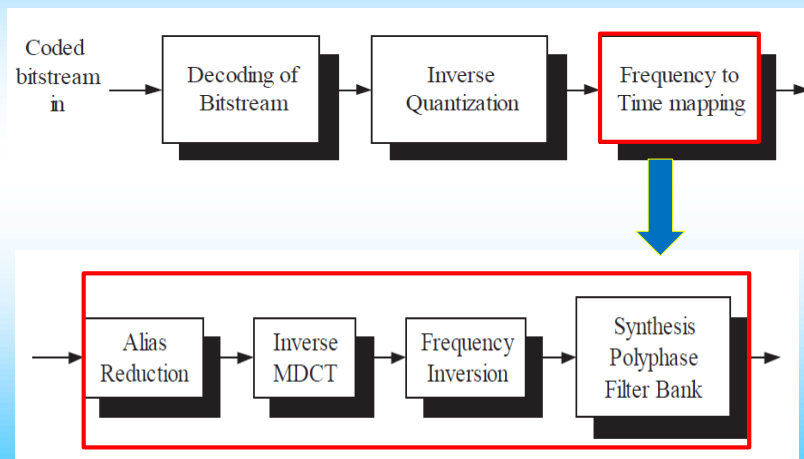 Coded
bitstream
in
Decoding of
Bitstream
Inverse
Quantization
Frequency to
Time mapping
Alias
Reduction
Inverse
MDCT
Frequency
Inversion
Synthesis
Polyphase
Filter Bank